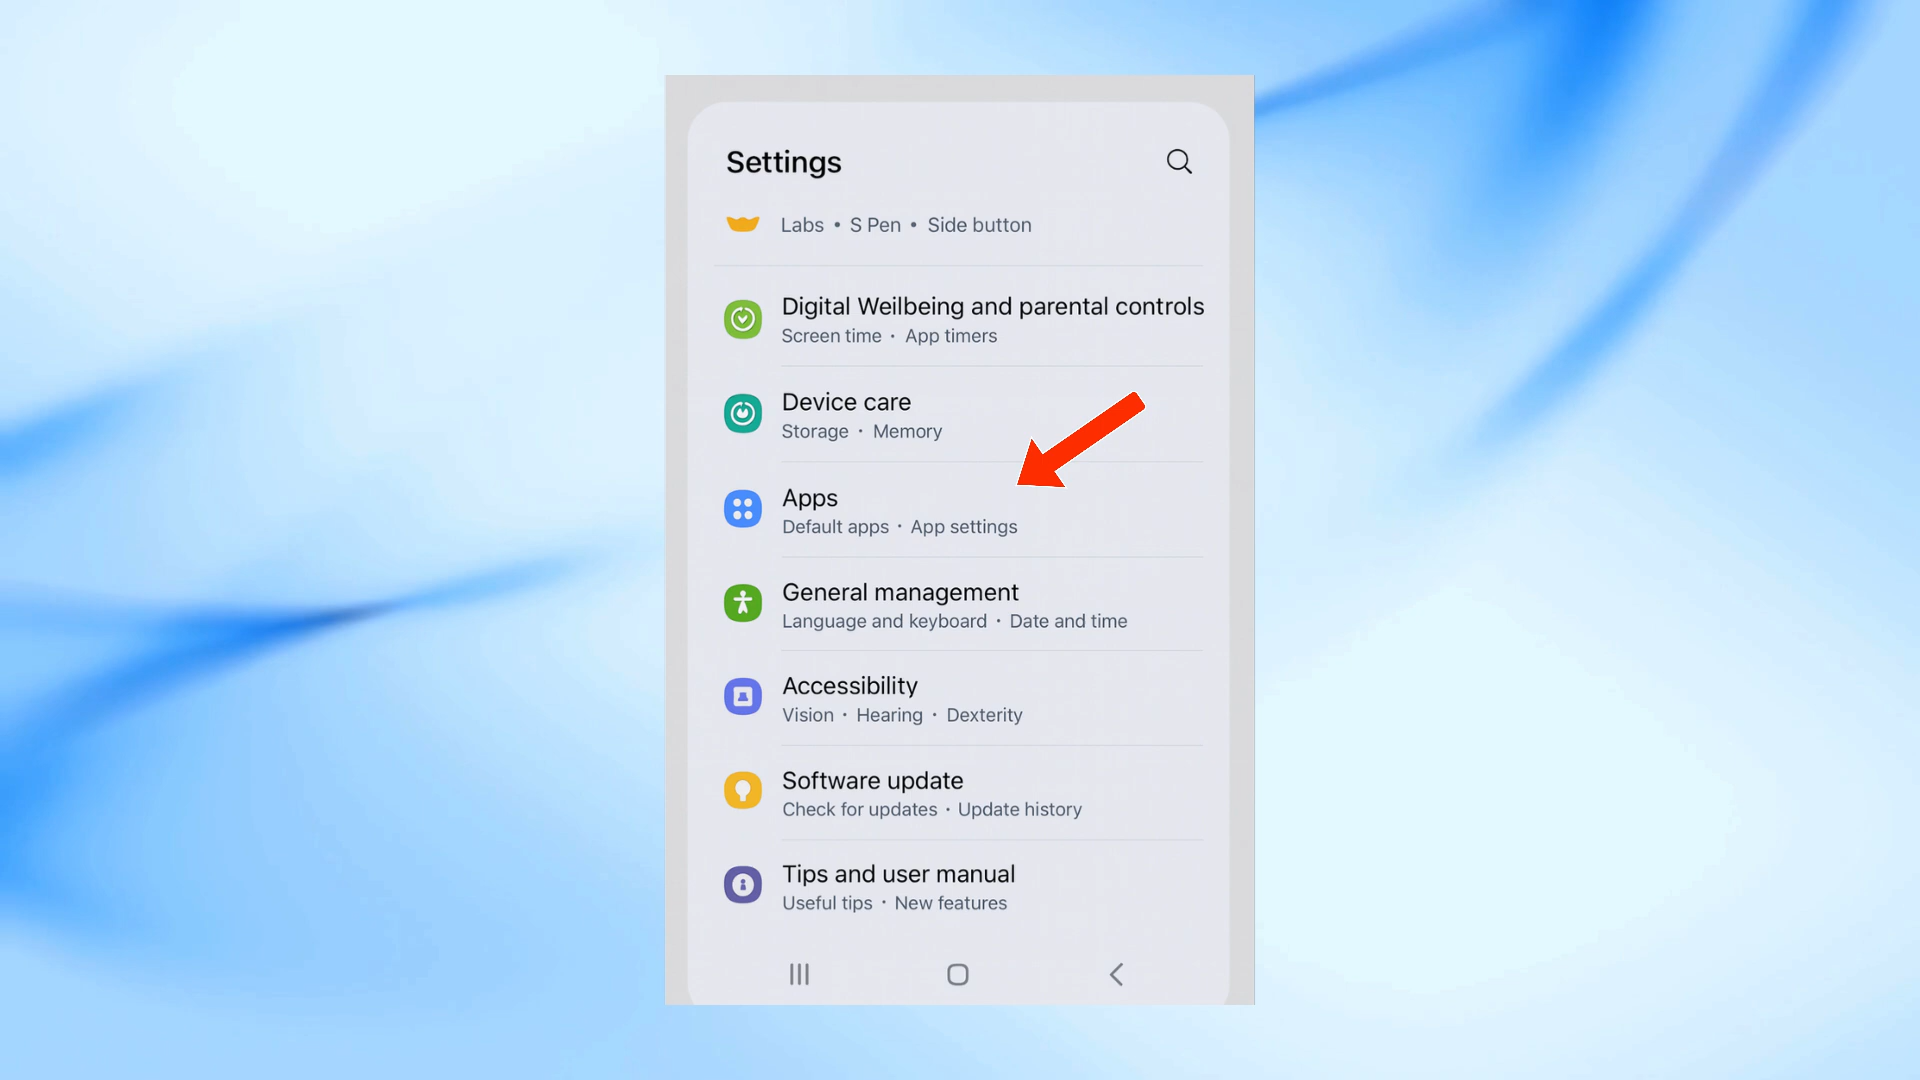 Settings
Labs • S Pen • Side button
Digital Weilbeing and parental controls
Screen time • App timers
Device care
Storage • Memory
Apps
Default apps • App settings
General management
Language and keyboard • Date and time
Accessibility
Vision • Hearing • Dexterity
Software update
Check for updates • Update history
Tips and user manual
Useful tips • New features